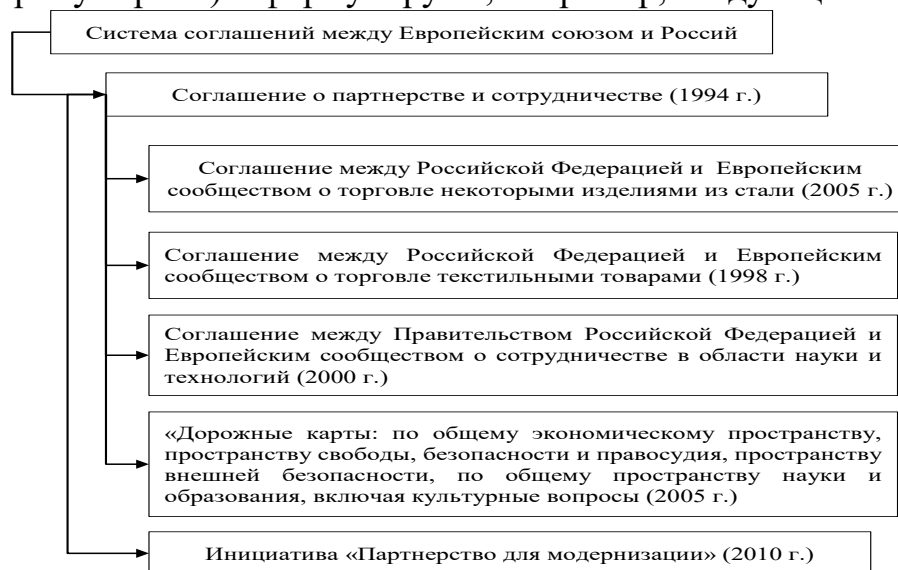 Система соглашений между Европейским союзом и Россий
Соглашение о партнерстве и сотрудничестве (1994 г.)
Соглашение между Российской Федерацией и Европейским
сообществом о торговле некоторыми изделиями из стали (2005 г.)
Соглашение между Российской Федерацией и Европейским
сообществом о торговле текстильными товарами (1998 г.)
Соглашение между Правительством Российской Федерацией и
Европейским сообществом о сотрудничестве в области науки и
технологий (2000 г.)
«Дорожные карты: по общему экономическому пространству,
пространству свободы, безопасности и правосудия, пространству
внешней безопасности, по общему пространству науки и
образования, включая культурные вопросы (2005 г.)
Инициатива «Партнерство для модернизации» (2010 г.)